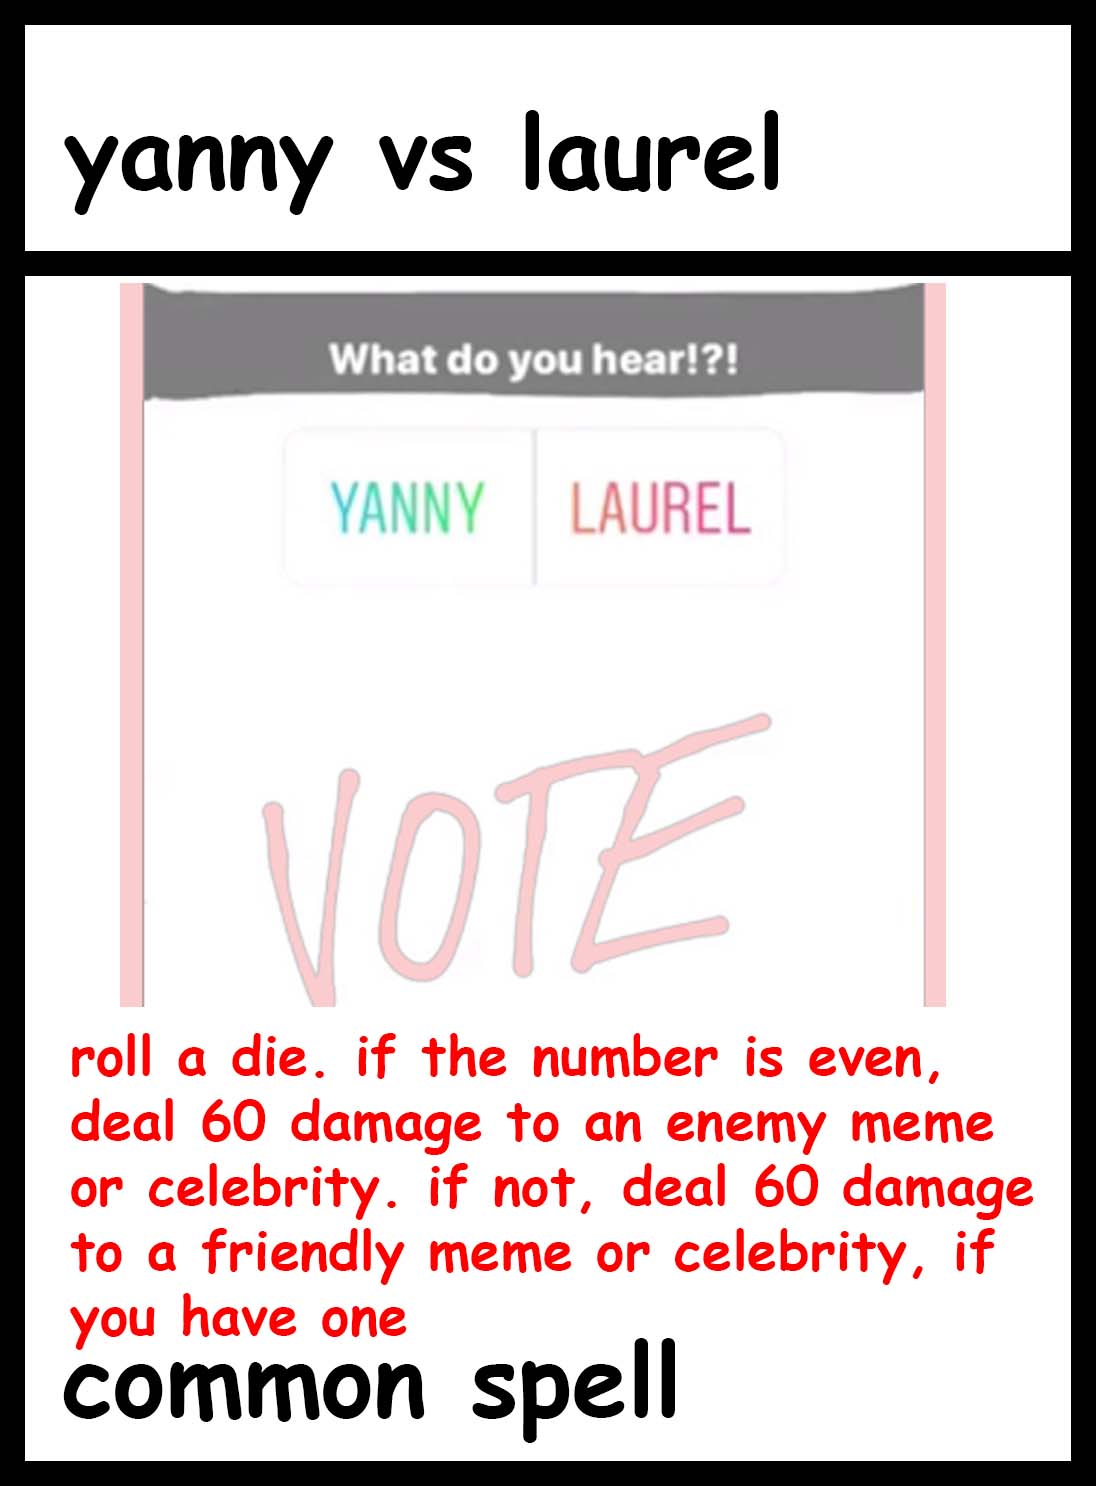 yanny vs laurel
What do you hear!?!
YANNY LAUREL
VOTE
roll a die. if the number is even,
deal 60 damage to an enemy meme
or celebrity. if not, deal 60 damage
to a friendly meme or celebrity, if
you have one
common spell